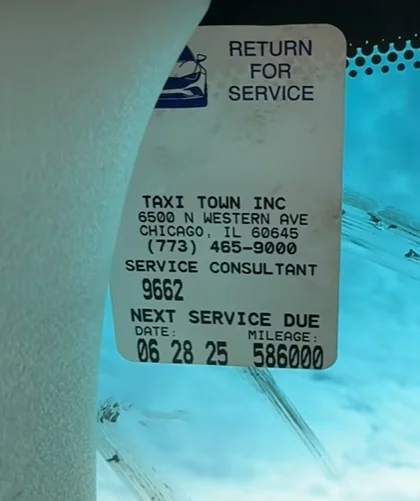 RETURN
FOR
SERVICE
TAXI TOWN INC
6500 N WESTERN AVE
CHICAGO, IL 60645
(773) 465-9000
SERVICE CONSULTANT
9662
NEXT SERVICE DUE
DATE: MILEAGE:
06 28 25 586000